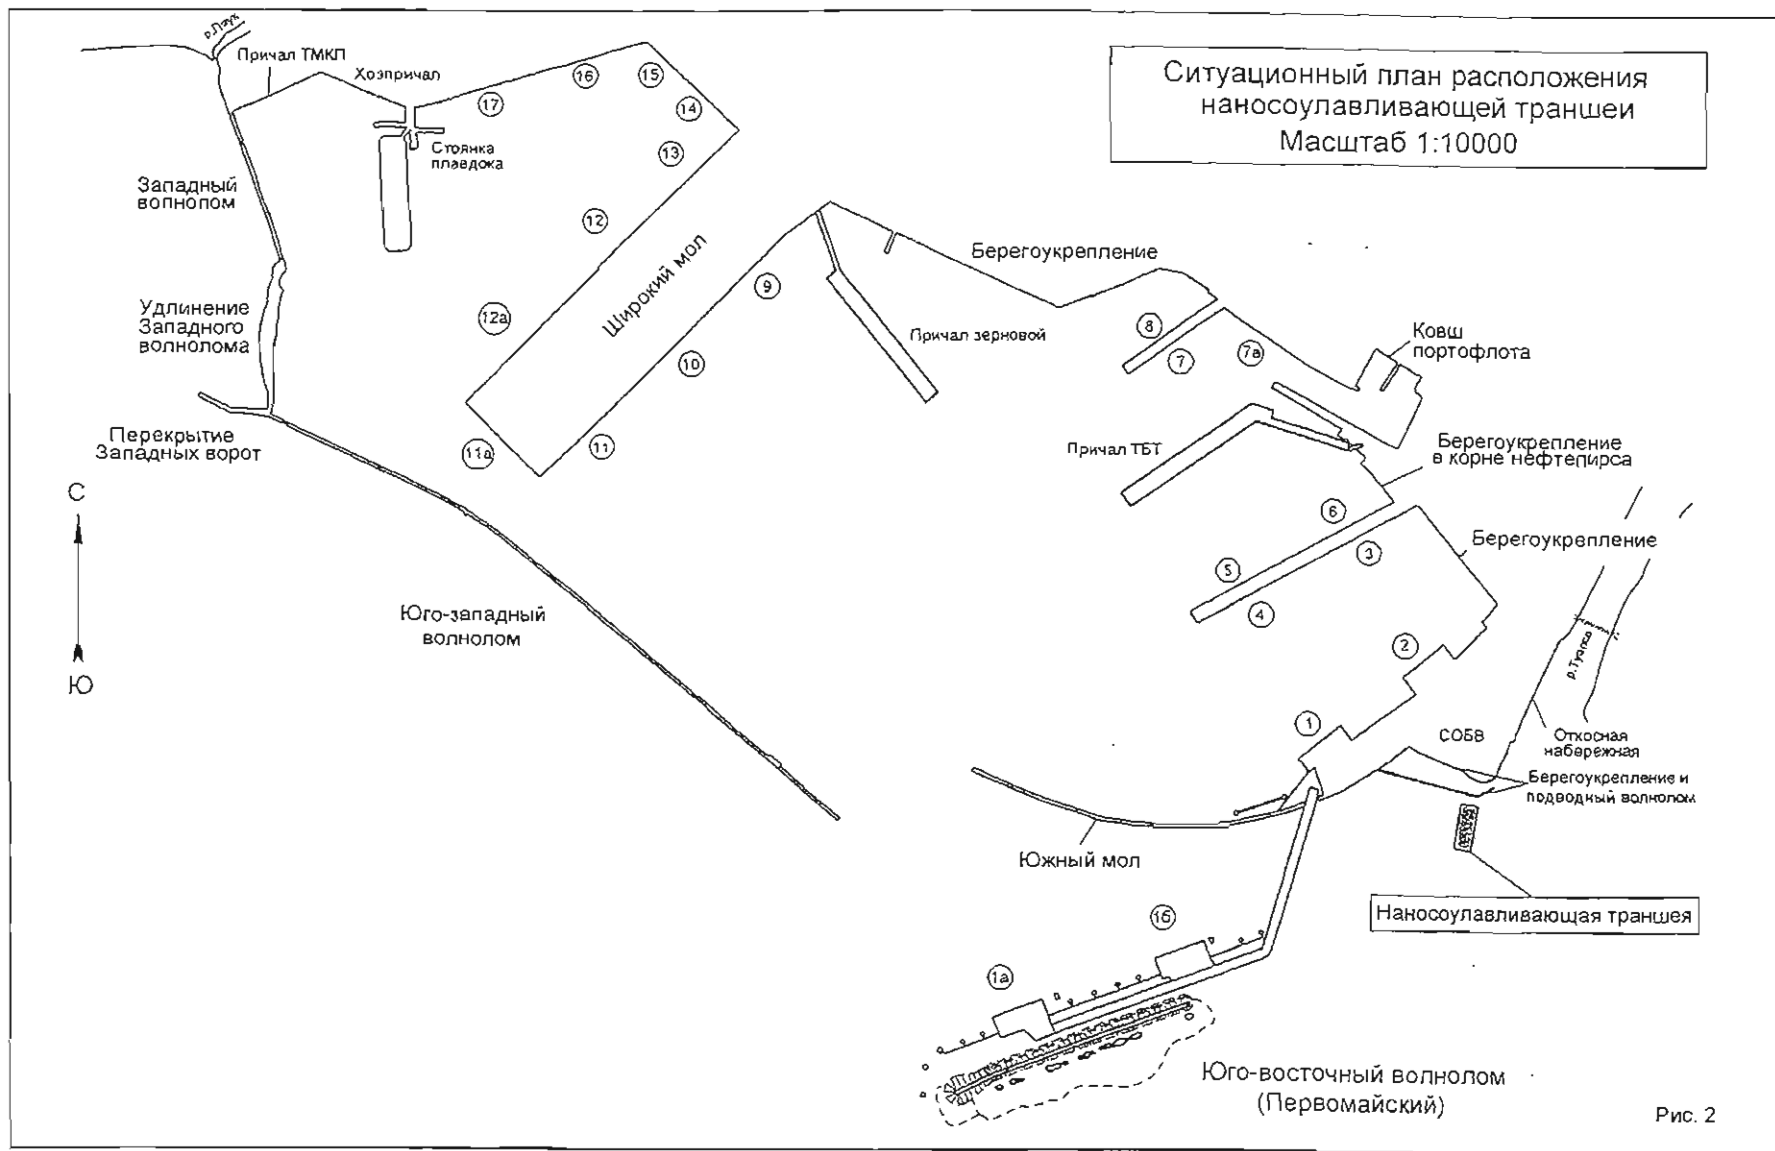 Ситуационный план расположения
наносоулавливающей траншеи
Масштаб 1:10000
р.Паук
Причал ТМКП
Хозпричал
17
16
15
14
13
12
12а
Стоянка
плавдока
Западный
волнолом
Удлинение
Западного
волнолома
Перекрытие
Западных ворот
Широкий мол
9
10
11
11а
Берегоукрепление
Причал зерновой
8
7
7а
Ковш
портофлота
Причал ТБТ
Берегоукрепление
в корне нефтепирса
6
5
3
4
Берегоукрепление
С
Ю
Юго-западный
волнолом
2
1
р.Туапсе
СОБВ
Откосная
набережная
Берегоукрепление и
подводный волнолом
Южный мол
Наносоулавливающая траншея
1б
1а
Юго-восточный волнолом
(Первомайский)
Рис. 2